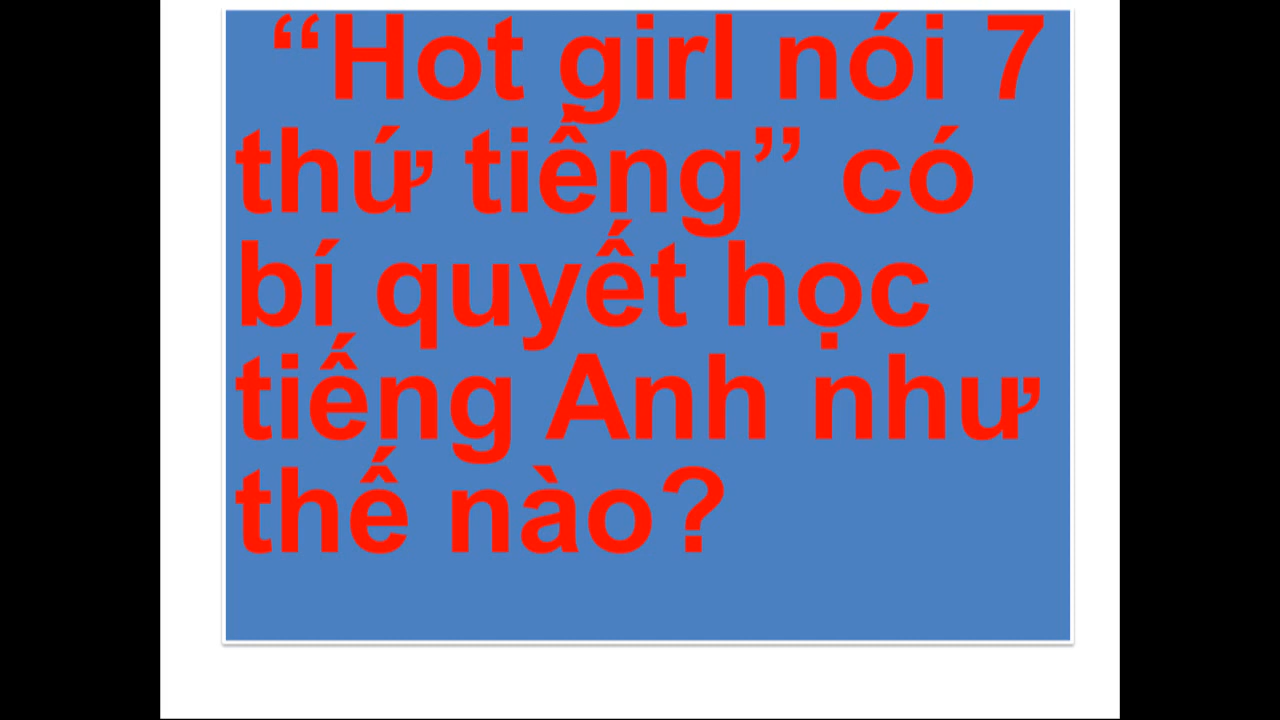 “Hot girl nói 7
thứ tiếng” có
bí quyết học
tiếng Anh như
thế nào?